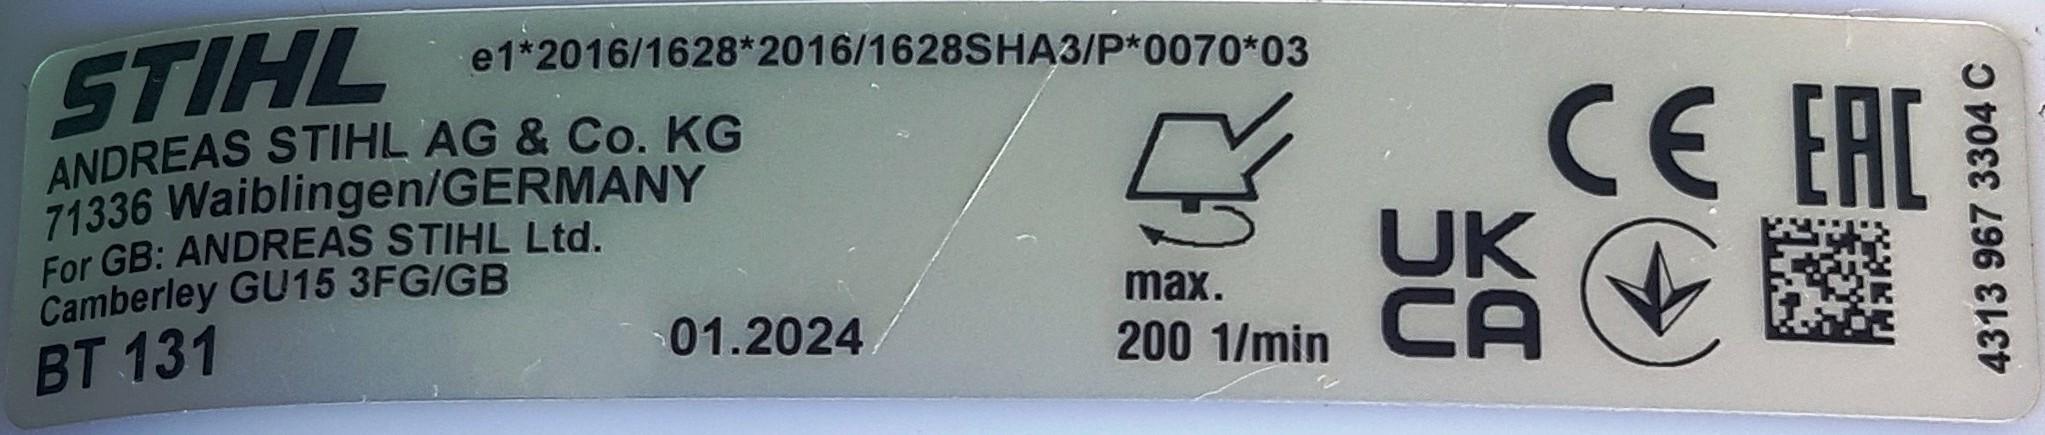 STIHL
e1*2016/1628*2016/1628SHA3/P*0070*03
ANDREAS STIHL AG & Co. KG
71336 Waiblingen/GERMANY
For GB: ANDREAS STIHL Ltd.
Camberley GU15 3FG/GB
BT 131
01.2024
max.
200 1/min
CE
EAC
UK
CA
4313 967 3304 C